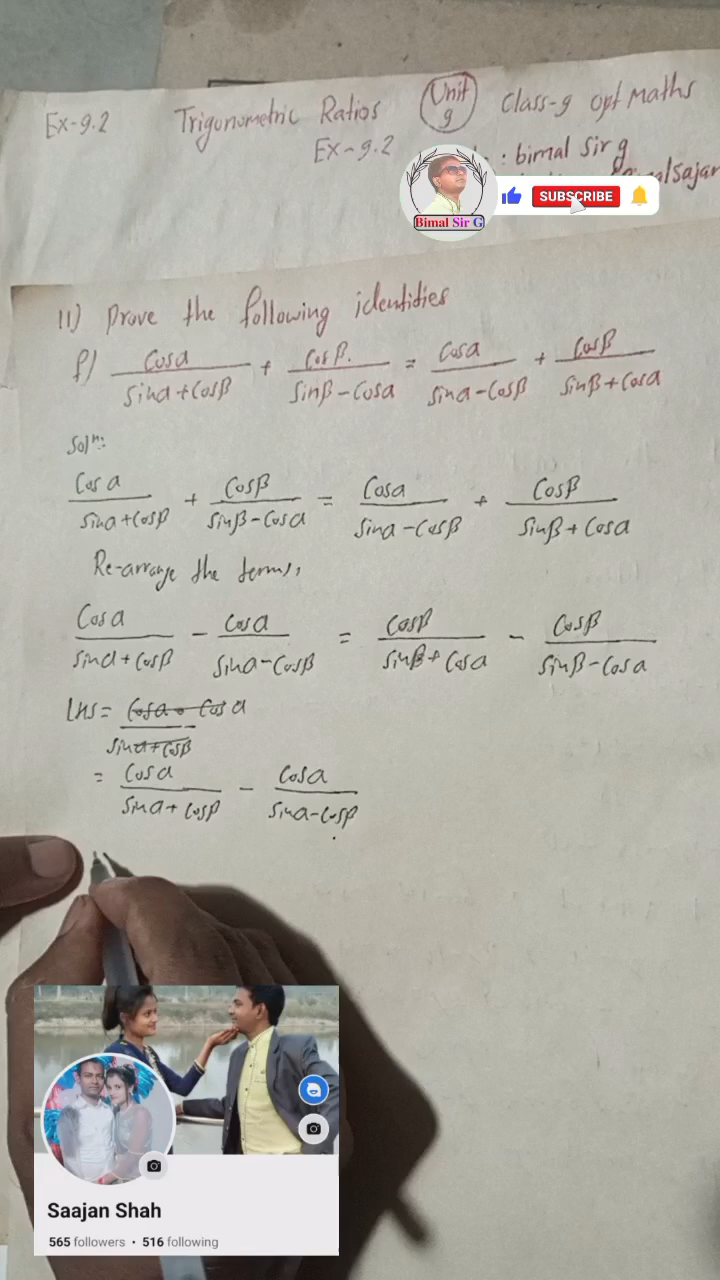 Ex-9.2 Trigonometric Ratios Unit 9 Class-9 opt Maths
Ex-9.2
: bimal Sir g
Bimal Sir G
SUBSCRIBE
11) Prove the following identities
f) Cosα/(Sinα+Cosβ) + Cosβ/(Sinβ-Cosα) = Cosα/(Sinα-Cosβ) + Cosβ/(Sinβ+Cosα)
Solⁿ:
Cosα/(Sinα+Cosβ) + Cosβ/(Sinβ-Cosα) = Cosα/(Sinα-Cosβ) + Cosβ/(Sinβ+Cosα)
Re-arrange the terms,
Cosα/(Sinα+Cosβ) - Cosα/(Sinα-Cosβ) = Cosβ/(Sinβ+Cosα) - Cosβ/(Sinβ-Cosα)
LHS =
= Cosα/(Sinα+Cosβ) - Cosα/(Sinα-Cosβ)
Saajan Shah
565 followers • 516 following